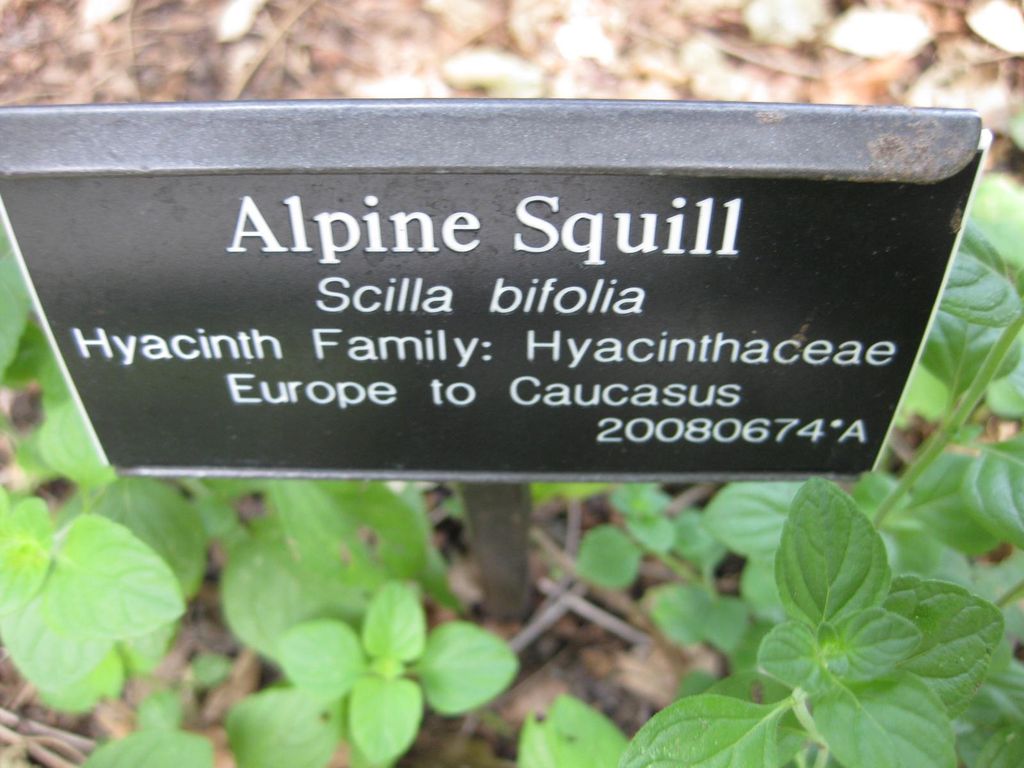 Alpine Squill
Scilla bifolia
Hyacinth Family: Hyacinthaceae
Europe to Caucasus
20080674*A